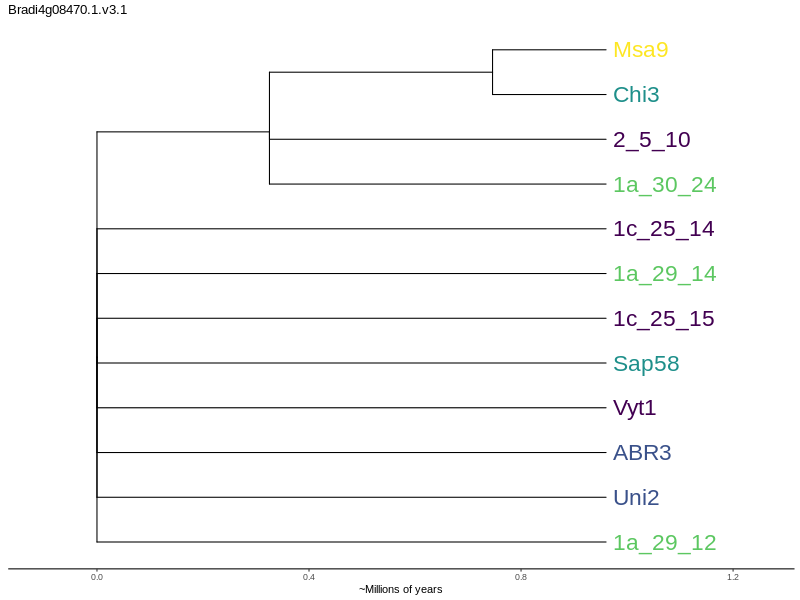 Bradi4g08470.1.v3.1
Msa9
Chi3
2_5_10
1a_30_24
1c_25_14
1a_29_14
1c_25_15
Sap58
Vyt1
ABR3
Uni2
1a_29_12
0.0 0.4 0.8 1.2
~Millions of years